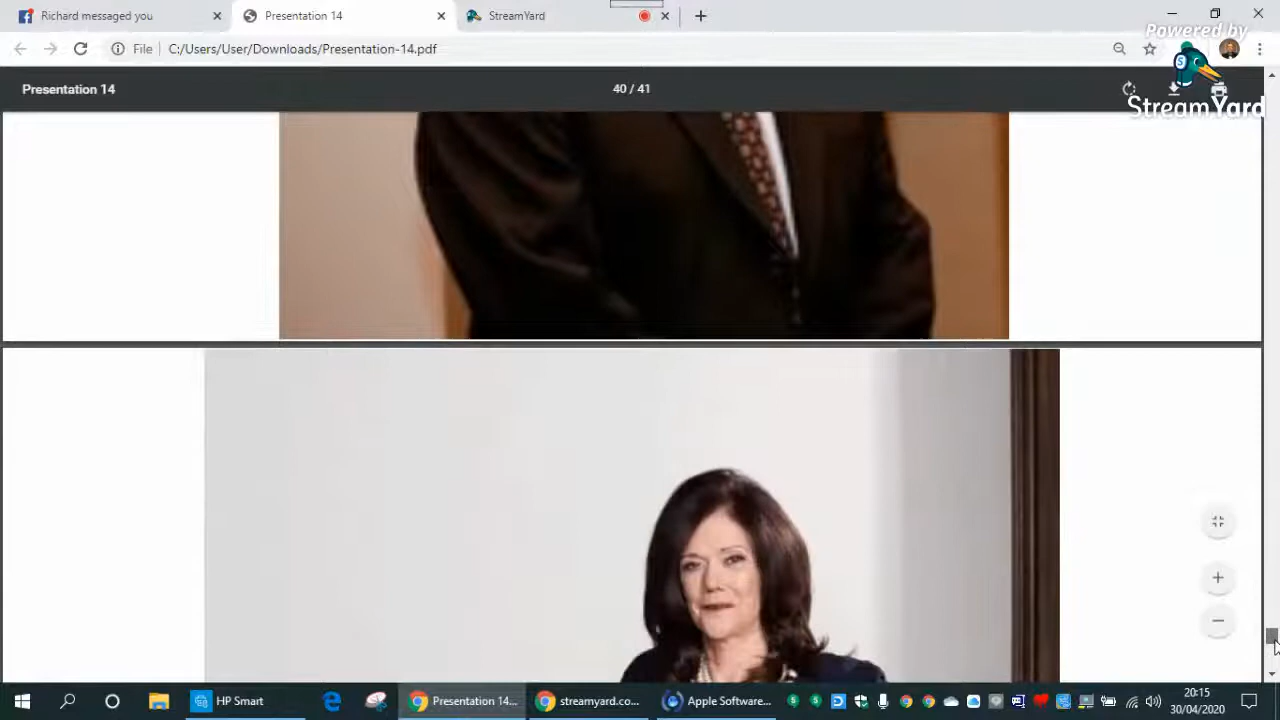 Richard messaged you
Presentation 14
StreamYard
File
C:/Users/User/Downloads/Presentation-14.pdf
Powered by
StreamYard
Presentation 14
40 / 41
HP Smart
Presentation 14...
streamyard.co...
Apple Software...
20:15
30/04/2020